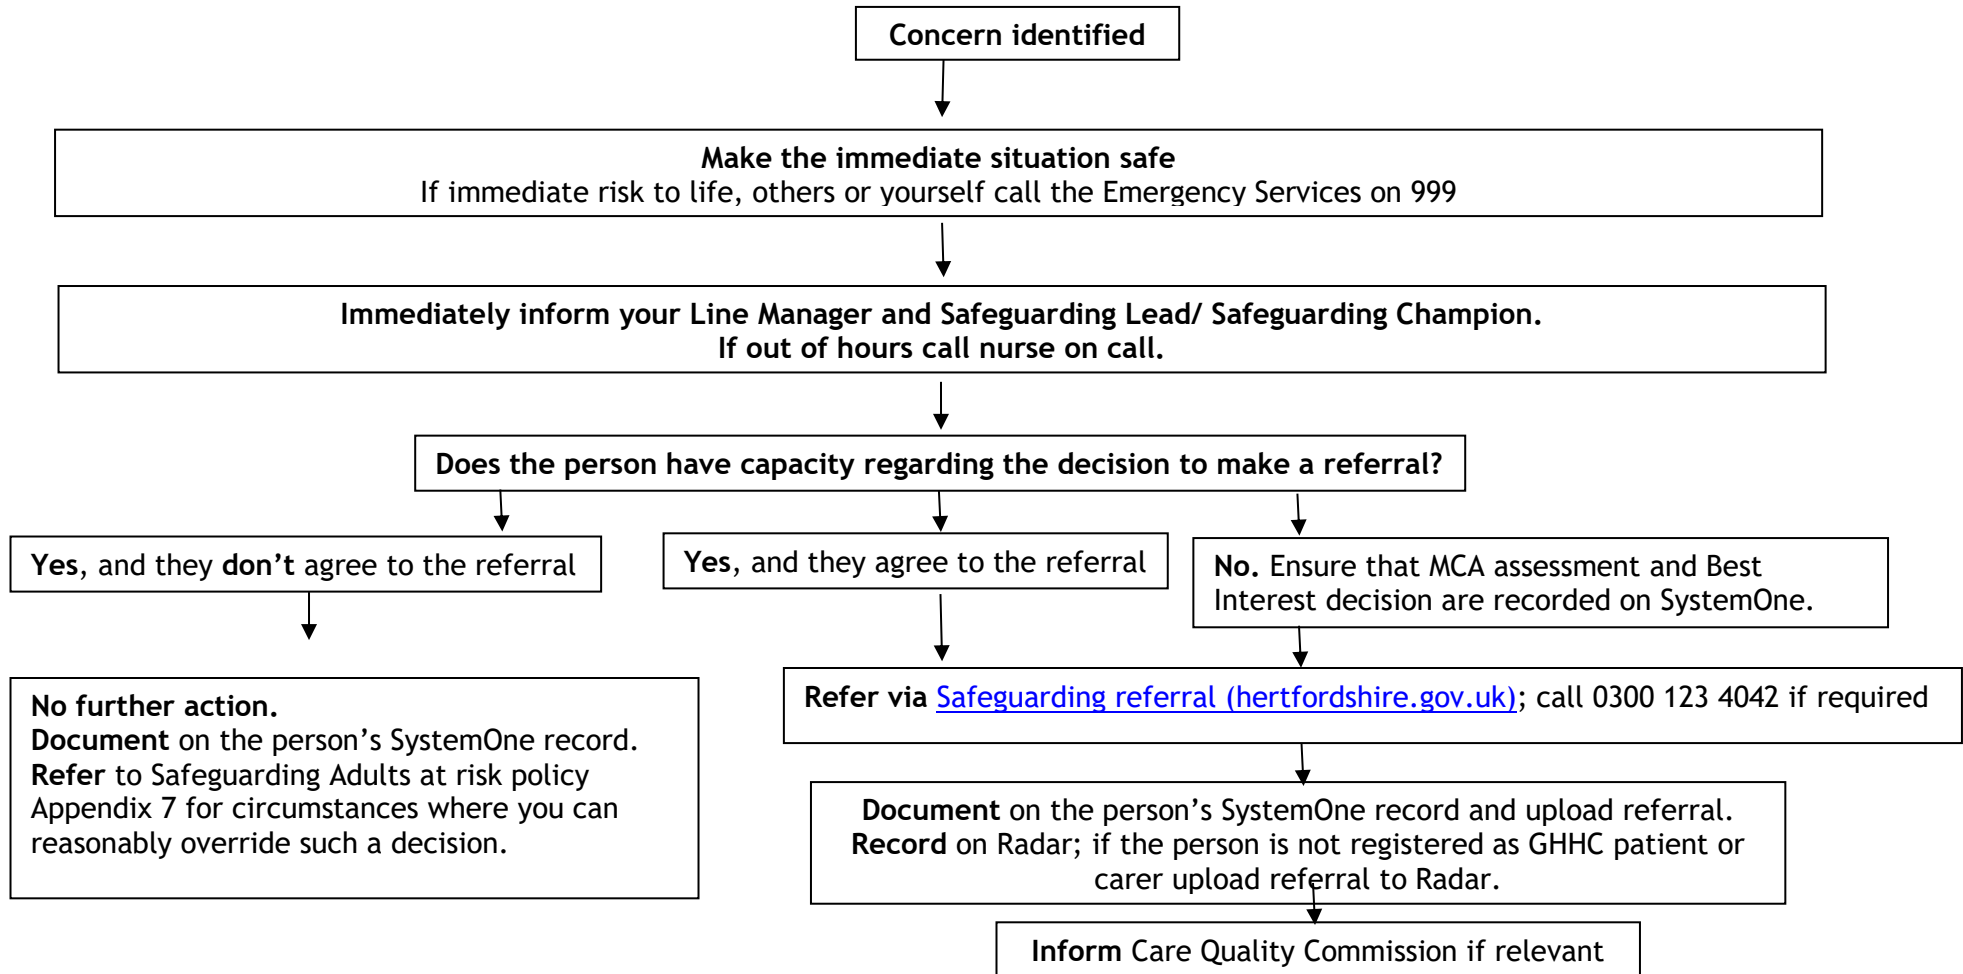 Concern identified
Make the immediate situation safe
If immediate risk to life, others or yourself call the Emergency Services on 999
Immediately inform your Line Manager and Safeguarding Lead/ Safeguarding Champion.
If out of hours call nurse on call.
Does the person have capacity regarding the decision to make a referral?
Yes, and they don’t agree to the referral
Yes, and they agree to the referral
No. Ensure that MCA assessment and Best
Interest decision are recorded on SystemOne.
No further action.
Document on the person’s SystemOne record.
Refer to Safeguarding Adults at risk policy
Appendix 7 for circumstances where you can
reasonably override such a decision.
Refer via Safeguarding referral (hertfordshire.gov.uk); call 0300 123 4042 if required
Document on the person’s SystemOne record and upload referral.
Record on Radar; if the person is not registered as GHHC patient or
carer upload referral to Radar.
Inform Care Quality Commission if relevant